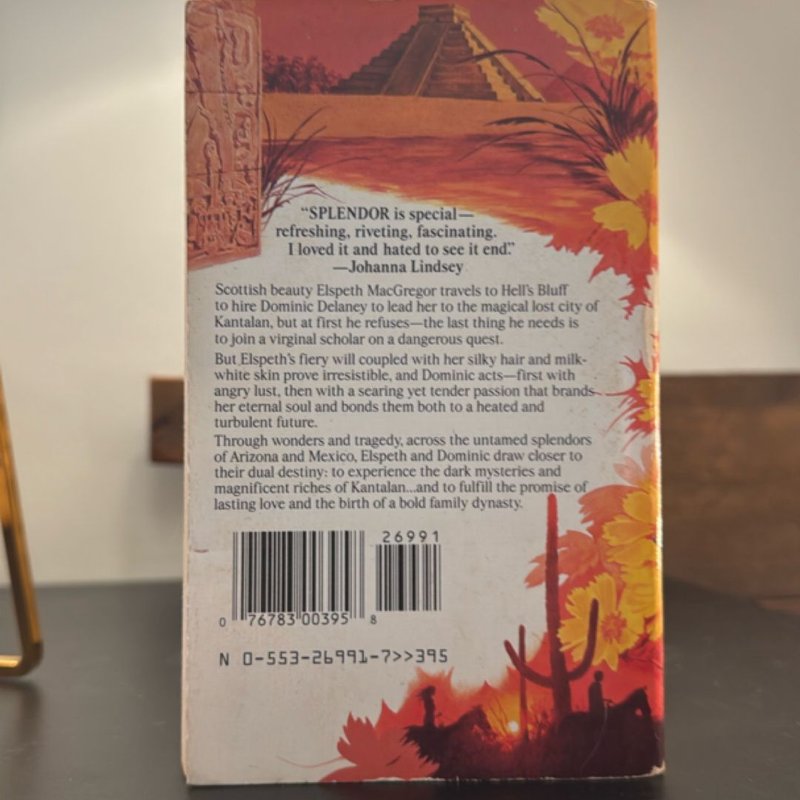 “SPLENDOR is special—
refreshing, riveting, fascinating.
I loved it and hated to see it end.”
—Johanna Lindsey
Scottish beauty Elspeth MacGregor travels to Hell's Bluff
to hire Dominic Delaney to lead her to the magical lost city of
Kantalan, but at first he refuses—the last thing he needs is
to join a virginal scholar on a dangerous quest.
But Elspeth's fiery will coupled with her silky hair and milk-
white skin prove irresistible, and Dominic acts—first with
angry lust, then with a searing yet tender passion that brands
her eternal soul and bonds them both to a heated and
turbulent future.
Through wonders and tragedy, across the untamed splendors
of Arizona and Mexico, Elspeth and Dominic draw closer to
their dual destiny: to experience the dark mysteries and
magnificent riches of Kantalan...and to fulfill the promise of
lasting love and the birth of a bold family dynasty.
26991
0 76783 00395 8
N 0-553-26991-7>>395